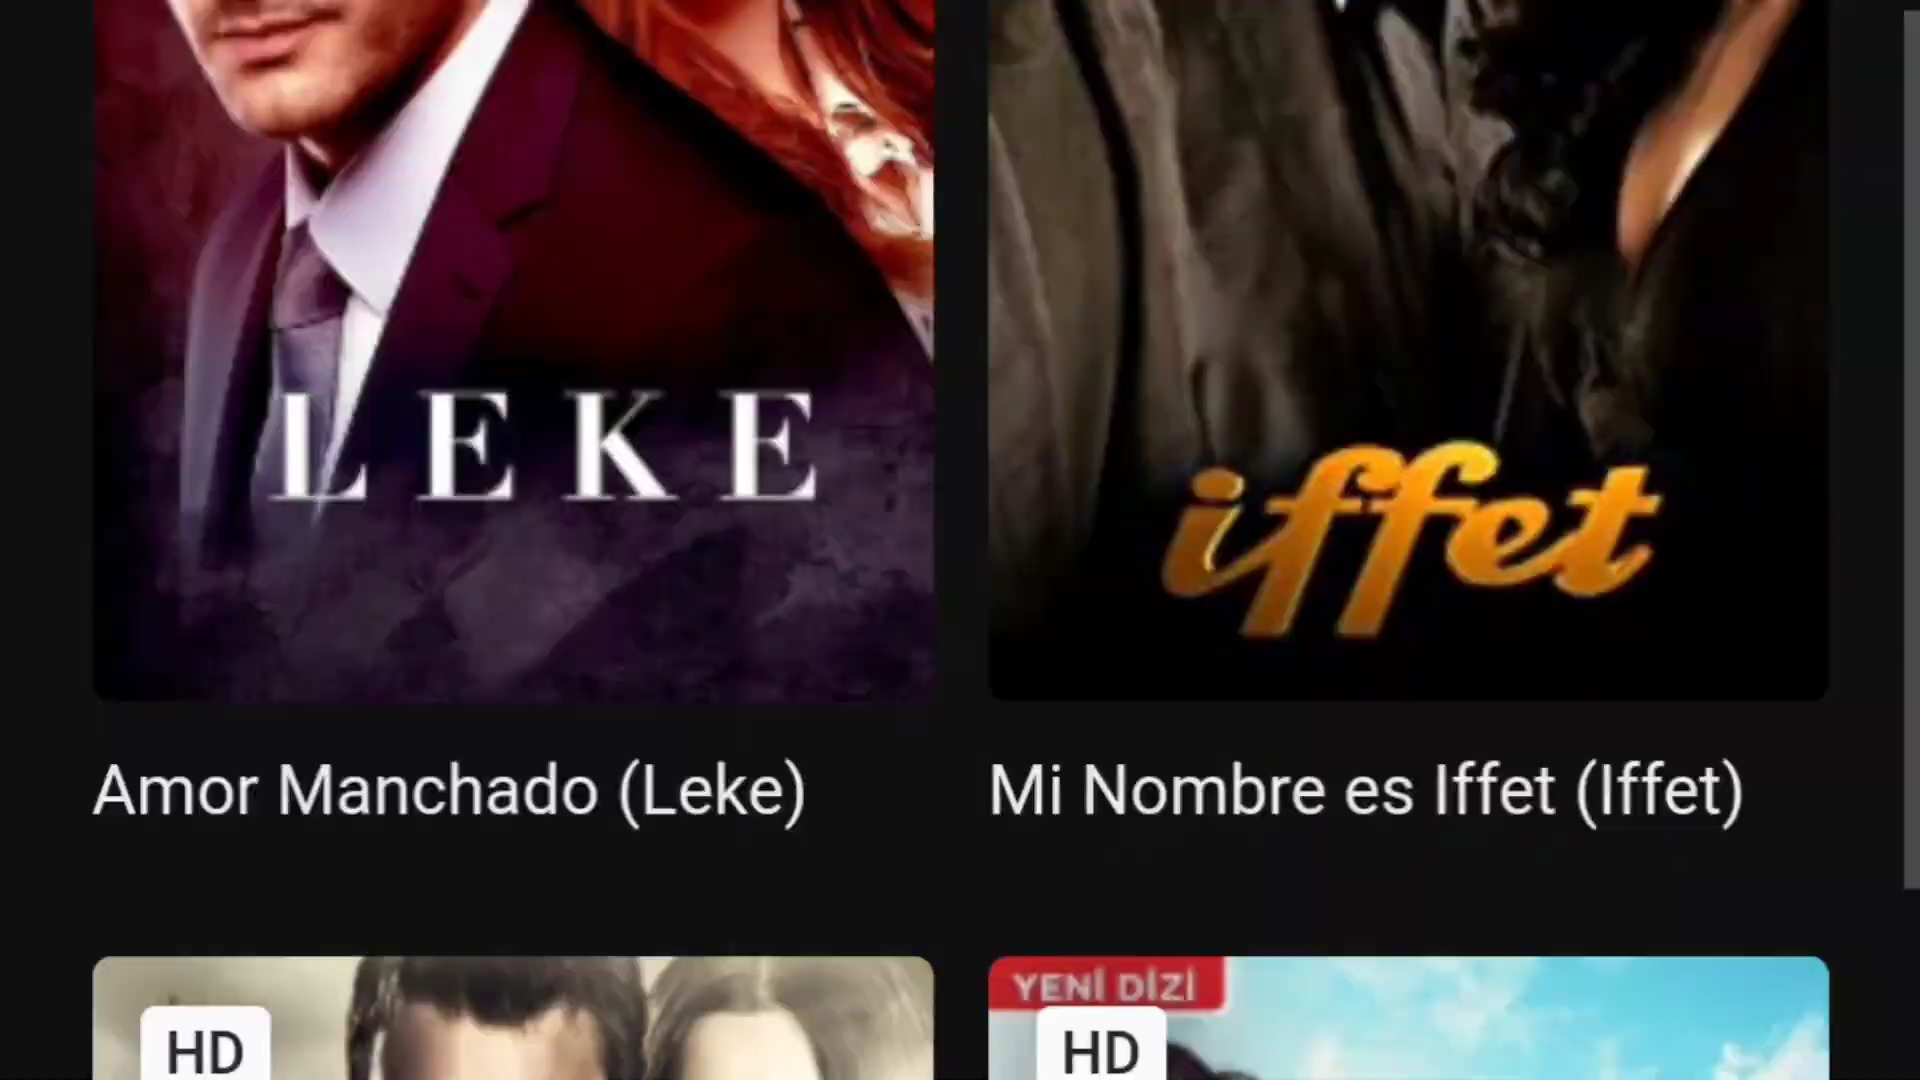 LEKE
iffet
Amor Manchado (Leke)
Mi Nombre es Iffet (Iffet)
HD
YENİ DİZİ
HD